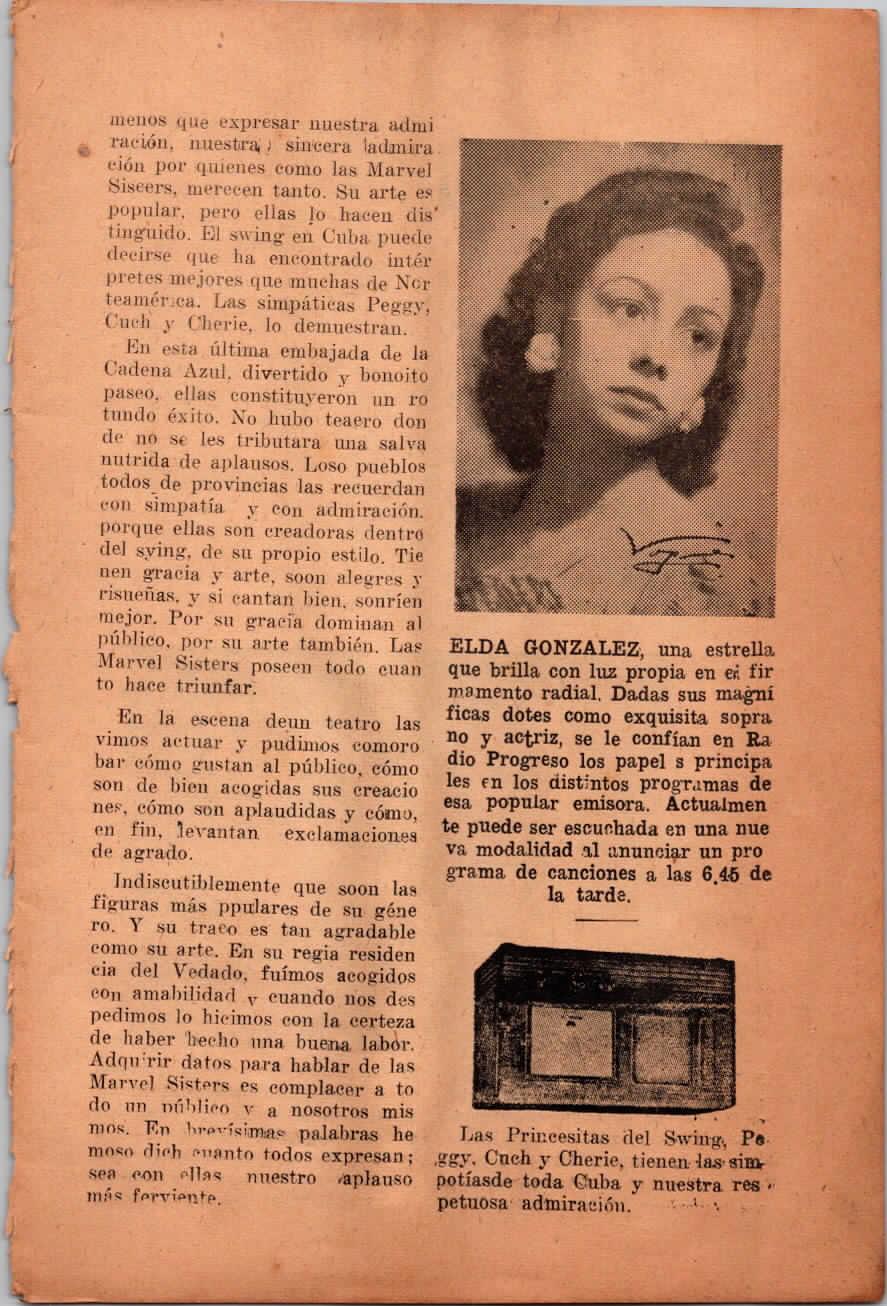 menos que expresar nuestra admi
ración, nuestra, sincera admira
ción por quienes como las Marvel
Siseers, merecen tanto. Su arte es
popular, pero ellas lo hacen dis
tinguido. El swing en Cuba puede
decirse que ha encontrado intér
pretes mejores que muchas de Nor
teamérica. Las simpáticas Peggy,
Cuch y Cherie, lo demuestran.
En esta última embajada de la
Cadena Azul, divertido y bonoito
paseo, ellas constituyeron un ro
tundo éxito. No hubo teaero don
de no se les tributara una salva
nutrida de aplausos. Loso pueblos
todos de provincias las recuerdan
con simpatía y con admiración.
porque ellas son creadoras dentro
del sying, de su propio estilo. Tie
nen gracia y arte, soon alegres y
risueñas, y si cantan bien, sonríen
mejor. Por su gracia dominan al
público, por su arte también. Las
Marvel Sisters poseen todo cuan
to hace triunfar.
En la escena deun teatro las
vimos actuar y pudimos comoro
bar cómo gustan al público, cómo
son de bien acogidas sus creacio
nes, cómo son aplaudidas y cómo,
en fin, levantan exclamaciones
de agrado.
Indiscutiblemente que soon las
figuras más ppulares de su géne
ro. Y su traeo es tan agradable
como su arte. En su regia residen
cia del Vedado, fuímos acogidos
con amabilidad y cuando nos des
pedimos lo hicimos con la certeza
de haber hecho una buena labor.
Adquirir datos para hablar de las
Marvel Sisters es complacer a to
do un público y a nosotros mis
mos. En brevísimas palabras he
moso dich cuanto todos expresan;
sea con ellas nuestro aplauso
más ferviente.
ELDA GONZALEZ, una estrella
que brilla con luz propia en el fir
mamento radial. Dadas sus magní
ficas dotes como exquisita sopra
no y actriz, se le confían en Ra
dio Progreso los papel s principa
les en los distintos programas de
esa popular emisora. Actualmen
te puede ser escuchada en una nue
va modalidad al anunciar un pro
grama de canciones a las 6.45 de
la tarde.
Las Princesitas del Swing, Pe
ggy, Cuch y Cherie, tienen las sim
potíasde toda Cuba y nuestra res
petuosa admiración.